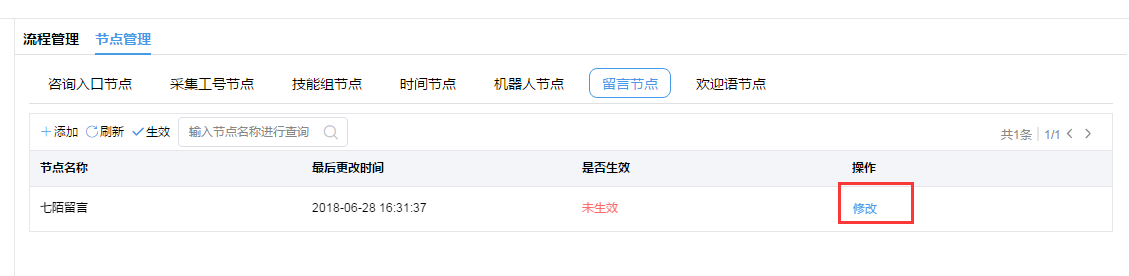 流程管理 节点管理
咨询入口节点 采集工号节点 技能组节点 时间节点 机器人节点 留言节点 欢迎语节点
添加 刷新 生效 输入节点名称进行查询 共1条 1/1
节点名称 最后更改时间 是否生效 操作
七陌留言 2018-06-28 16:31:37 未生效 修改